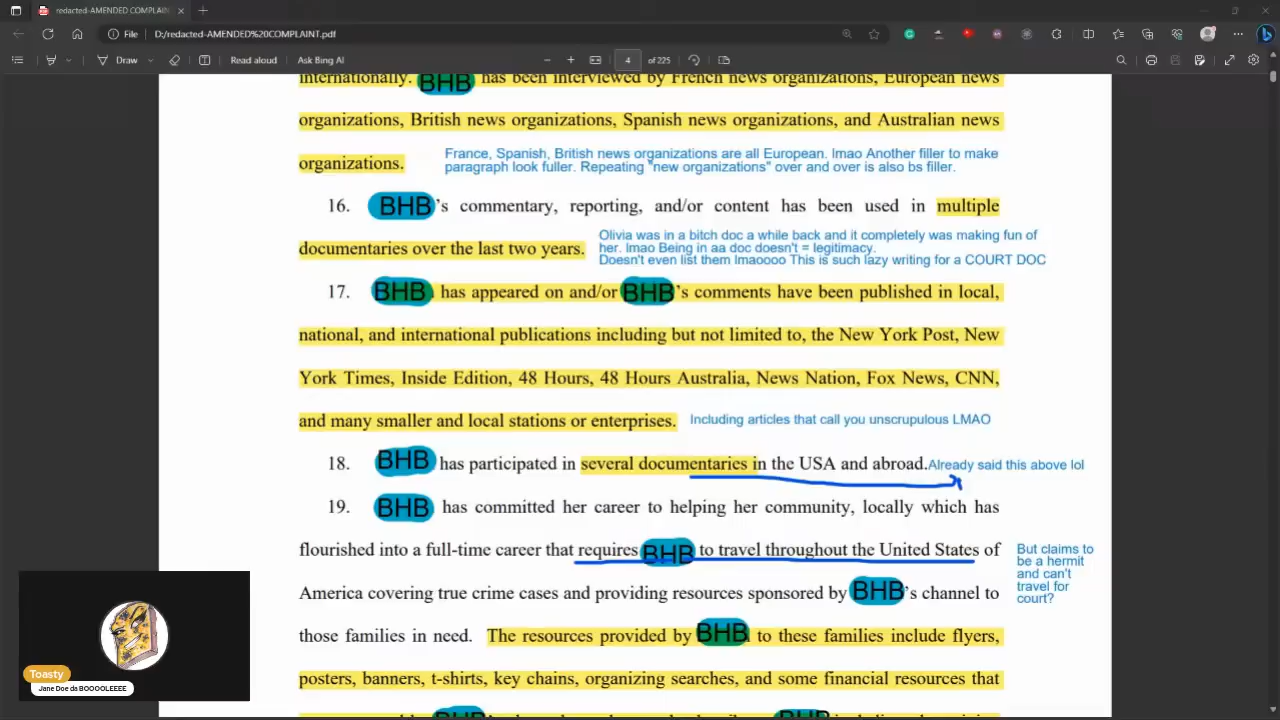 redacted-AMENDED COMPLAINT.pdf
File D:/redacted-AMENDED%20COMPLAINT.pdf
Draw Read aloud Ask Bing AI 4 of 225
internationally. BHB has been interviewed by French news organizations, European news
organizations, British news organizations, Spanish news organizations, and Australian news
organizations.
France, Spanish, British news organizations are all European. lmao Another filler to make
paragraph look fuller. Repeating "new organizations" over and over is also bs filler.
16. BHB's commentary, reporting, and/or content has been used in multiple
documentaries over the last two years.
Olivia was in a bitch doc a while back and it completely was making fun of
her. lmao Being in aa doc doesn't = legitimacy.
Doesn't even list them lmaoooo This is such lazy writing for a COURT DOC
17. BHB has appeared on and/or BHB's comments have been published in local,
national, and international publications including but not limited to, the New York Post, New
York Times, Inside Edition, 48 Hours, 48 Hours Australia, News Nation, Fox News, CNN,
and many smaller and local stations or enterprises.
Including articles that call you unscrupulous LMAO
18. BHB has participated in several documentaries in the USA and abroad.
Already said this above lol
19. BHB has committed her career to helping her community, locally which has
flourished into a full-time career that requires BHB to travel throughout the United States of
America covering true crime cases and providing resources sponsored by BHB's channel to
those families in need. The resources provided by BHB to these families include flyers,
posters, banners, t-shirts, key chains, organizing searches, and some financial resources that
But claims to
be a hermit
and can't
travel for
court?
Toasty
Jane Doe da BOOOOLEEEE